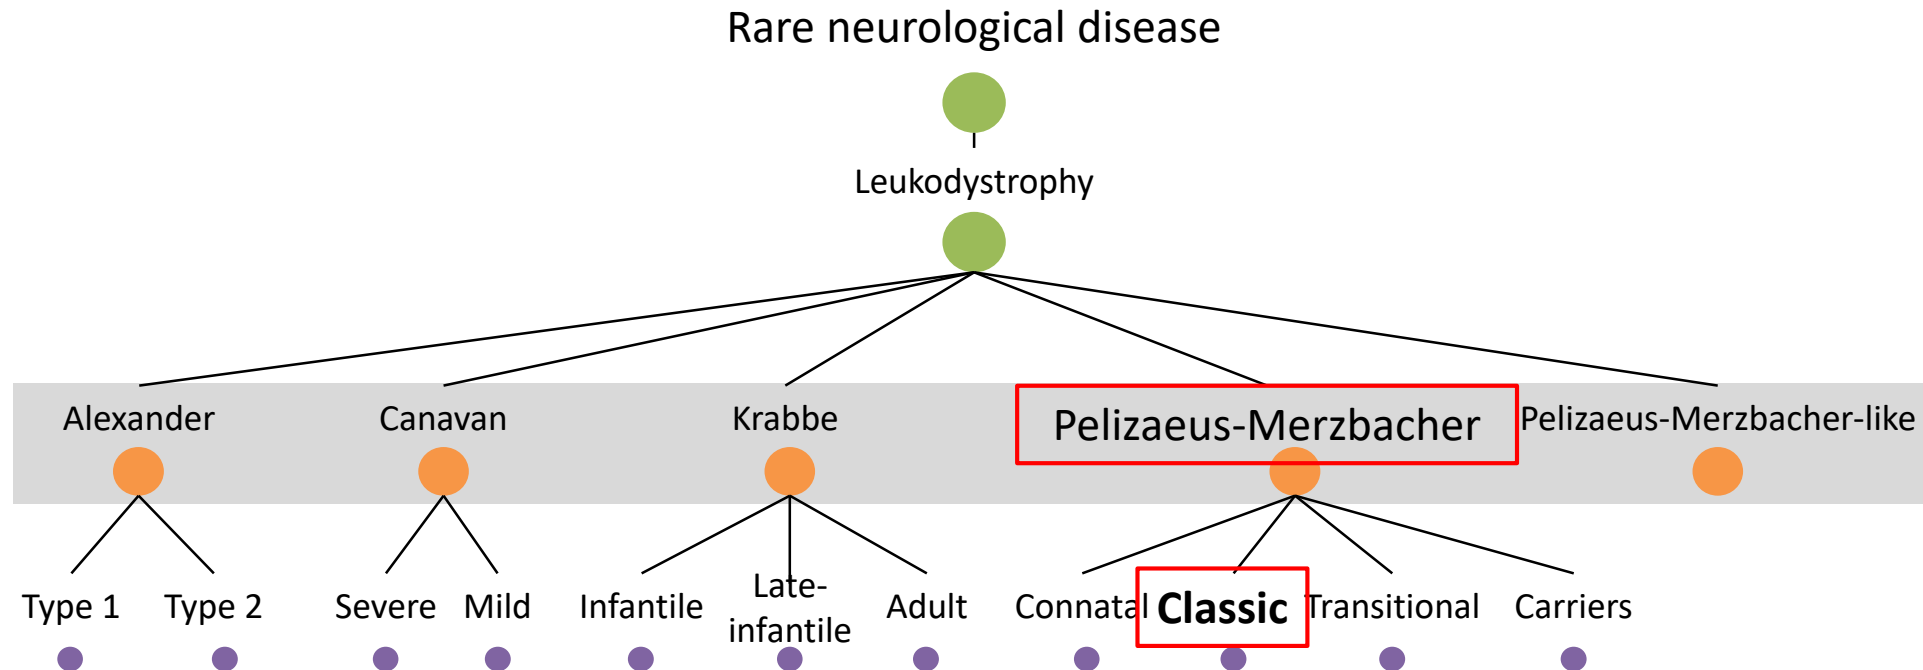 Rare neurological disease
Leukodystrophy
Alexander
Canavan
Krabbe
Pelizaeus-Merzbacher
Pelizaeus-Merzbacher-like
Type 1
Type 2
Severe
Mild
Infantile
Late-
infantile
Adult
Connatal
Classic
Transitional
Carriers